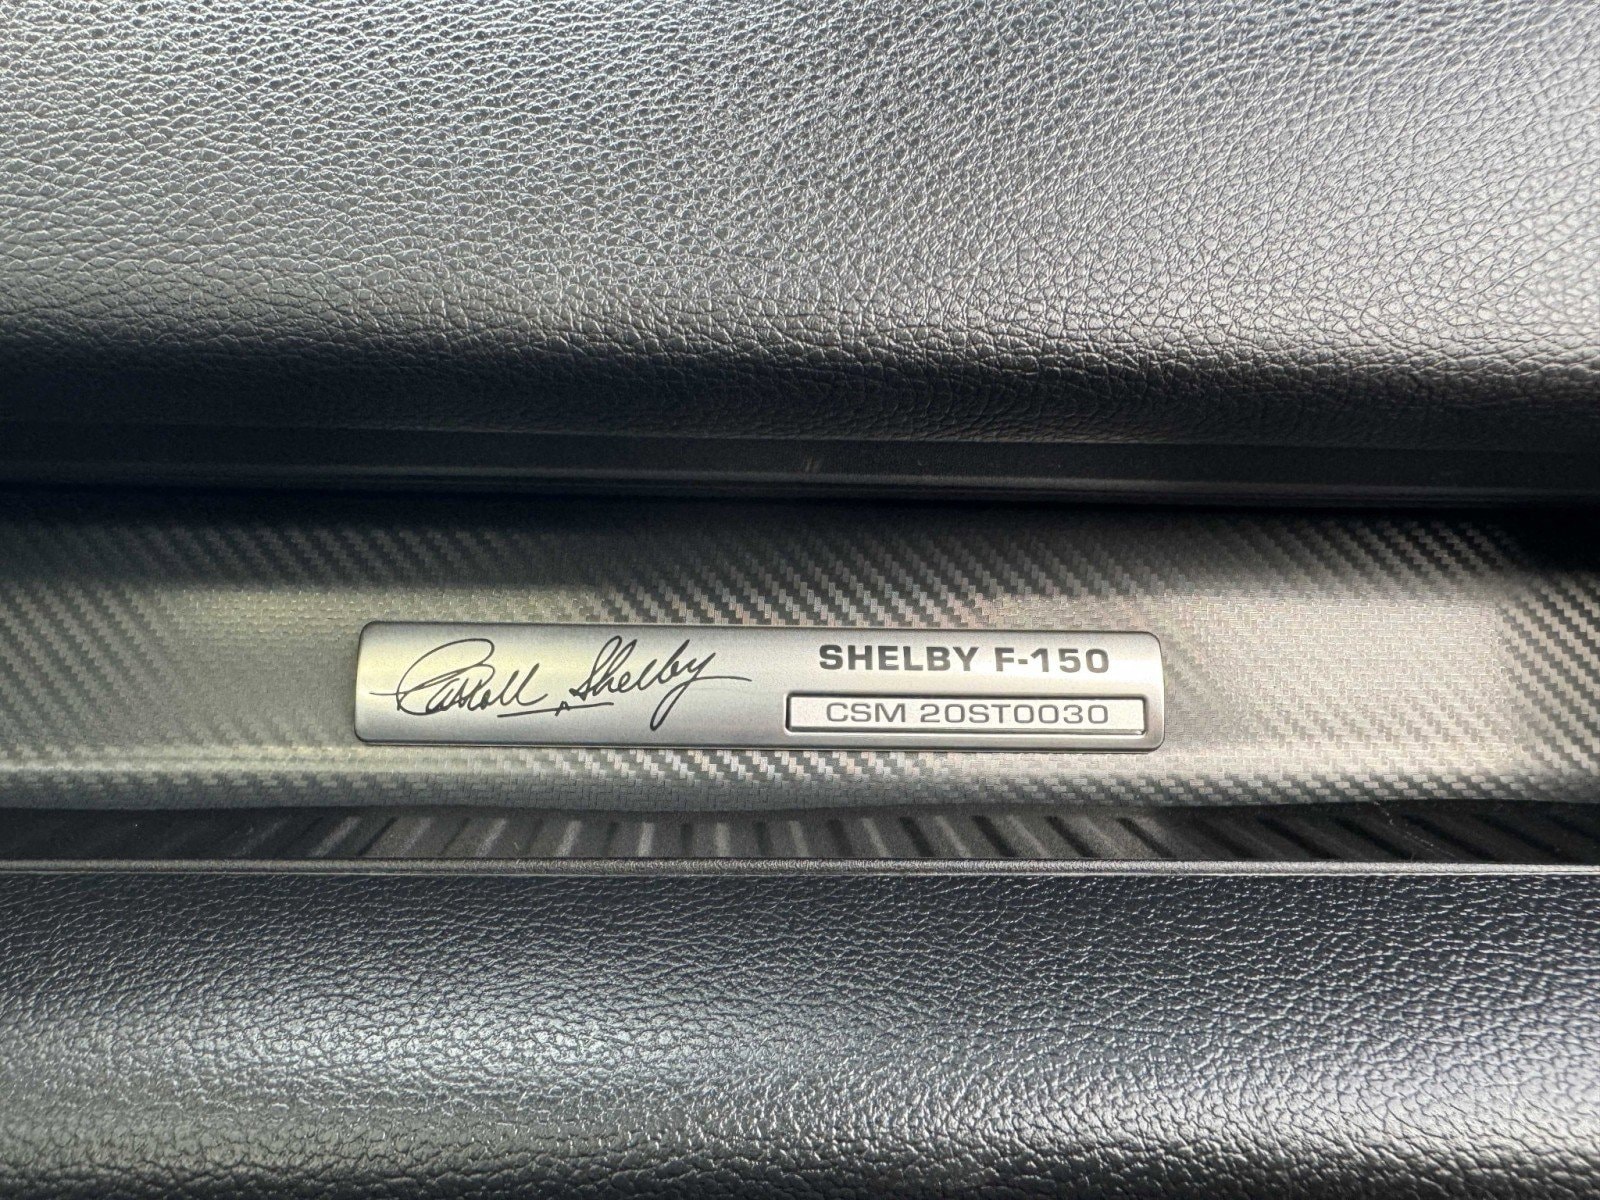 Carroll Shelby
SHELBY F-150
CSM 20ST0030